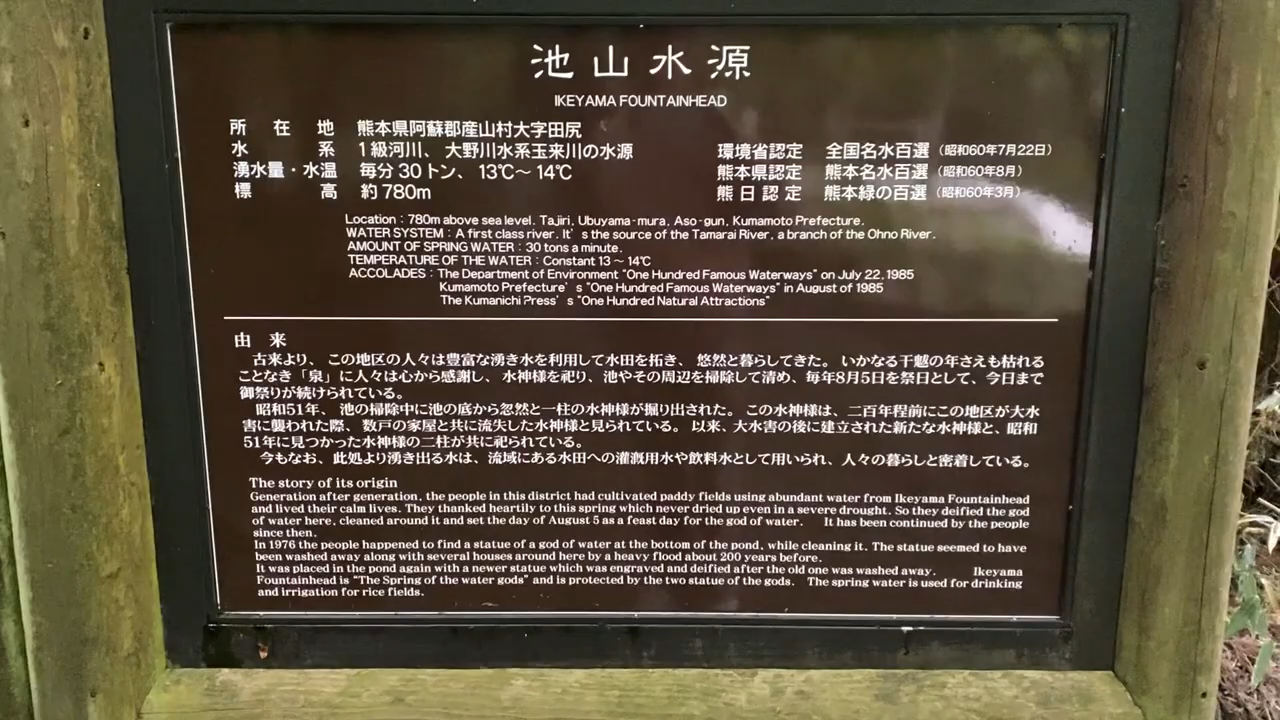 池山水源
IKEYAMA FOUNTAINHEAD
所在地 熊本県阿蘇郡産山村大字田尻
水系 1級河川、大野川水系玉来川の水源
湧水量・水温 毎分30トン、13℃～14℃
標高 約780m
環境省認定 全国名水百選（昭和60年7月22日）
熊本県認定 熊本名水百選（昭和60年8月）
熊日認定 熊本緑の百選（昭和60年3月）
Location : 780m above sea level. Tajiri, Ubuyama-mura, Aso-gun, Kumamoto Prefecture.
WATER SYSTEM : A first class river. It's the source of the Tamarai River, a branch of the Ohno River.
AMOUNT OF SPRING WATER : 30 tons a minute.
TEMPERATURE OF THE WATER : Constant 13～14℃
ACCOLADES : The Department of Environment "One Hundred Famous Waterways" on July 22, 1985
Kumamoto Prefecture's "One Hundred Famous Waterways" in August of 1985
The Kumanichi Press's "One Hundred Natural Attractions"
由来
古来より、この地区の人々は豊富な湧き水を利用して水田を拓き、悠然と暮らしてきた。いかなる干魃の年さえも枯れる
ことなき「泉」に人々は心から感謝し、水神様を祀り、池やその周辺を掃除して清め、毎年8月5日を祭日として、今日まで
御祭りが続けられている。
昭和51年、池の掃除中に池の底から忽然と一柱の水神様が掘り出された。この水神様は、二百年程前にこの地区が大水
害に襲われた際、数戸の家屋と共に流失した水神様と見られている。以来、大水害の後に建立された新たな水神様と、昭和
51年に見つかった水神様の二柱が共に祀られている。
今もなお、此処より湧き出る水は、流域にある水田への灌漑用水や飲料水として用いられ、人々の暮らしと密着している。
The story of its origin
Generation after generation, the people in this district had cultivated paddy fields using abundant water from Ikeyama Fountainhead
and lived their calm lives. They thanked heartily to this spring which never dried up even in a severe drought. So they deified the god
of water here, cleaned around it and set the day of August 5 as a feast day for the god of water. It has been continued by the people
since then.
In 1976 the people happened to find a statue of a god of water at the bottom of the pond, while cleaning it. The statue seemed to have
been washed away along with several houses around here by a heavy flood about 200 years before.
It was placed in the pond again with a newer statue which was engraved and deified after the old one was washed away. Ikeyama
Fountainhead is "The Spring of the water gods" and is protected by the two statue of the gods. The spring water is used for drinking
and irrigation for rice fields.